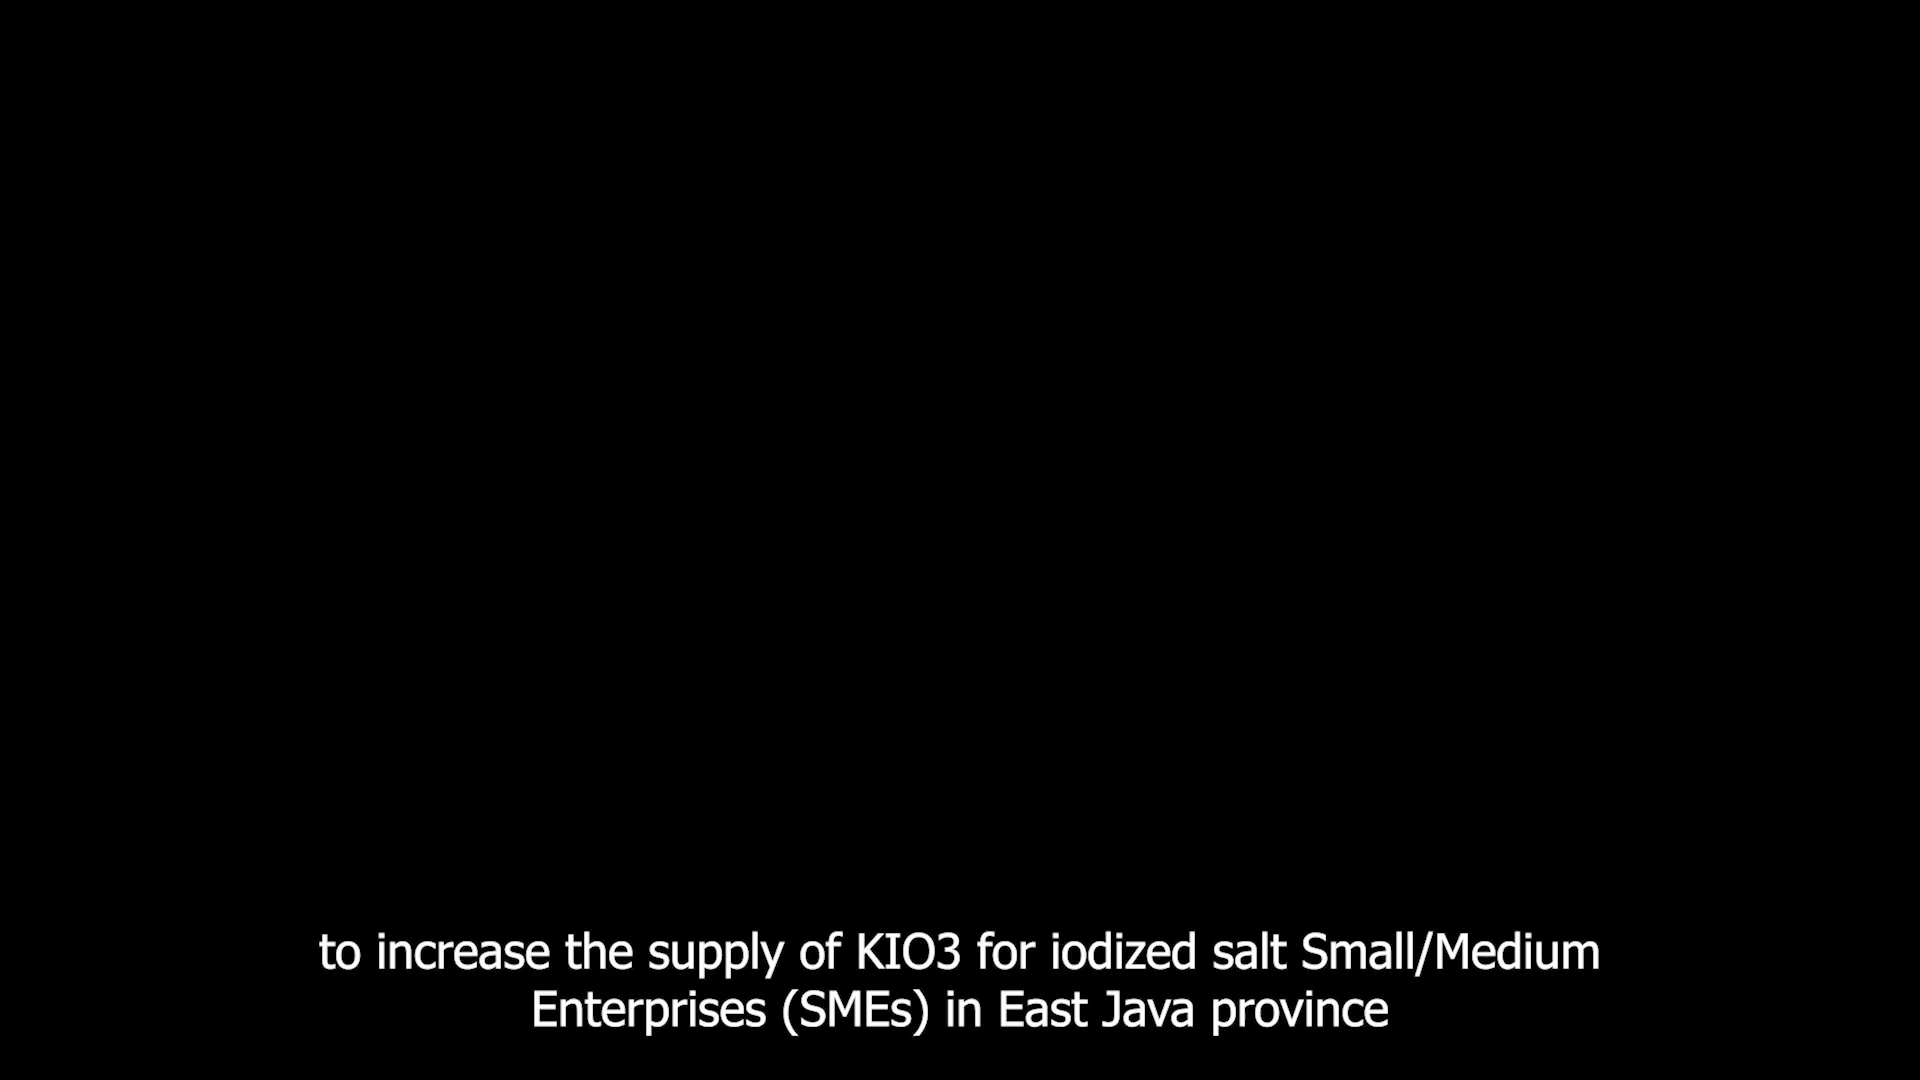 to increase the supply of KIO3 for iodized salt Small/Medium
Enterprises (SMEs) in East Java province